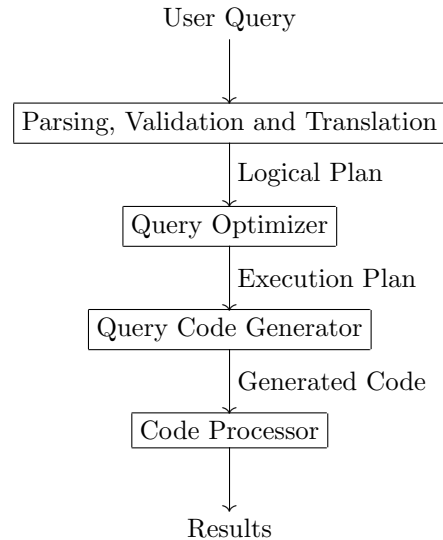 User Query
Parsing, Validation and Translation
Logical Plan
Query Optimizer
Execution Plan
Query Code Generator
Generated Code
Code Processor
Results